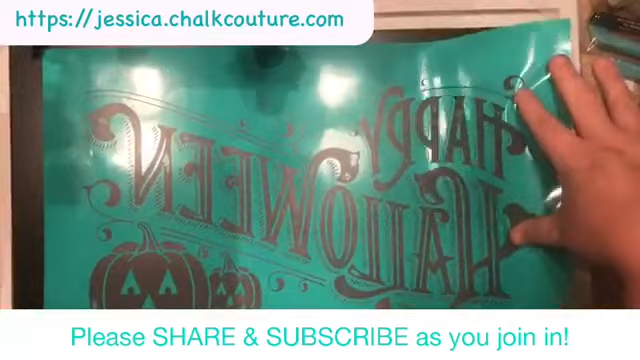 https://jessica.chalkcouture.com
HAPPY
HALLOWEEN
Please SHARE & SUBSCRIBE as you join in!